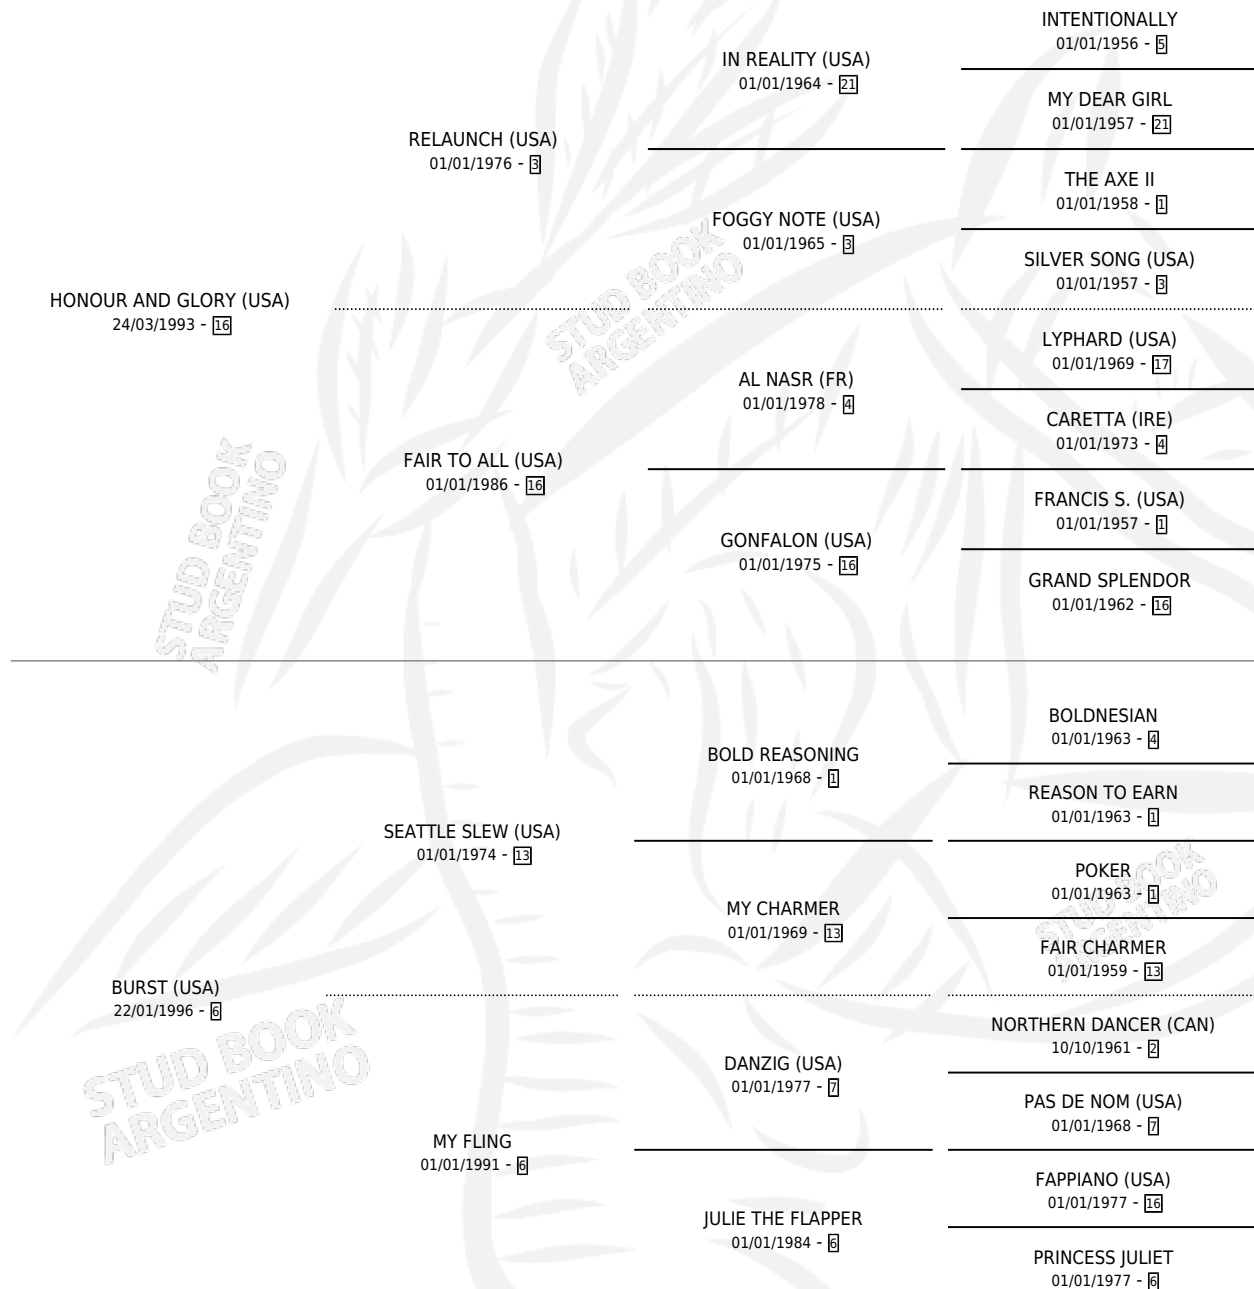 INTENTIONALLY
01/01/1956 - 5
IN REALITY (USA)
01/01/1964 - 21
MY DEAR GIRL
01/01/1957 - 21
RELAUNCH (USA)
01/01/1976 - 3
THE AXE II
01/01/1958 - 1
FOGGY NOTE (USA)
01/01/1965 - 3
SILVER SONG (USA)
01/01/1957 - 3
HONOUR AND GLORY (USA)
24/03/1993 - 16
LYPHARD (USA)
01/01/1969 - 17
AL NASR (FR)
01/01/1978 - 4
CARETTA (IRE)
01/01/1973 - 4
FAIR TO ALL (USA)
01/01/1986 - 16
FRANCIS S. (USA)
01/01/1957 - 1
GONFALON (USA)
01/01/1975 - 16
GRAND SPLENDOR
01/01/1962 - 16
BOLDNESIAN
01/01/1963 - 4
BOLD REASONING
01/01/1968 - 1
REASON TO EARN
01/01/1963 - 1
SEATTLE SLEW (USA)
01/01/1974 - 13
POKER
01/01/1963 - 1
MY CHARMER
01/01/1969 - 13
FAIR CHARMER
01/01/1959 - 13
BURST (USA)
22/01/1996 - 6
NORTHERN DANCER (CAN)
10/10/1961 - 2
DANZIG (USA)
01/01/1977 - 7
PAS DE NOM (USA)
01/01/1968 - 7
MY FLING
01/01/1991 - 6
FAPPIANO (USA)
01/01/1977 - 16
JULIE THE FLAPPER
01/01/1984 - 6
PRINCESS JULIET
01/01/1977 - 6
STUD BOOK
ARGENTINO
STUD BOOK
ARGENTINO
STUD BOOK
ARGENTINO
STUD BOOK
ARGENTINO